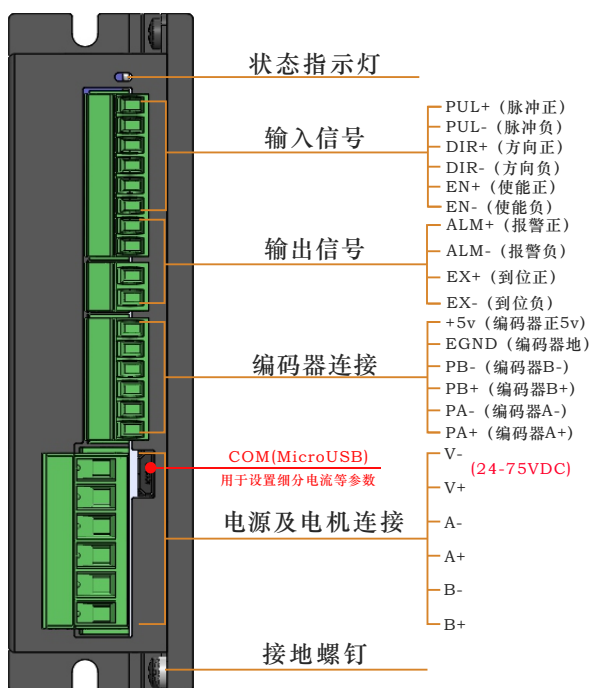 状态指示灯
输入信号
PUL+（脉冲正）
PUL-（脉冲负）
DIR+（方向正）
DIR-（方向负）
EN+（使能正）
EN-（使能负）
输出信号
ALM+（报警正）
ALM-（报警负）
EX+（到位正）
EX-（到位负）
编码器连接
+5v（编码器正5v）
EGND（编码器地）
PB-（编码器B-）
PB+（编码器B+）
PA-（编码器A-）
PA+（编码器A+）
COM(MicroUSB)
用于设置细分电流等参数
电源及电机连接
V-
(24-75VDC)
V+
A-
A+
B-
B+
接地螺钉